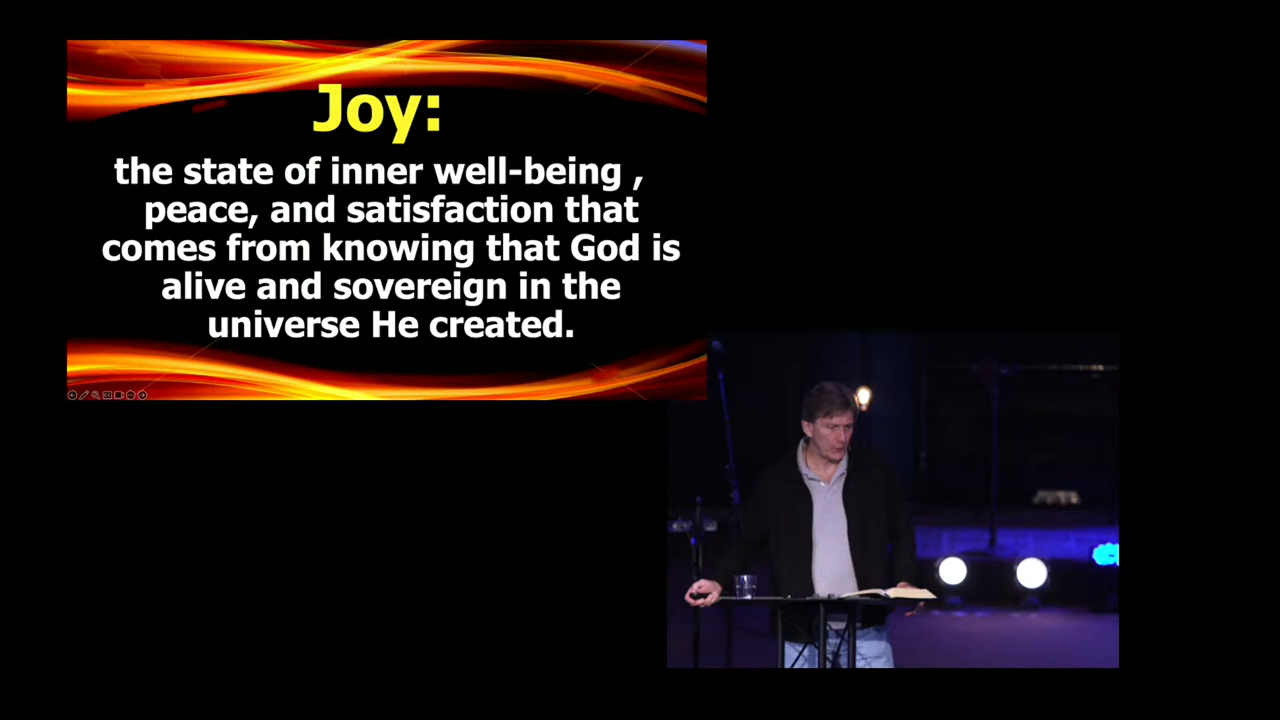 Joy:
the state of inner well-being ,
peace, and satisfaction that
comes from knowing that God is
alive and sovereign in the
universe He created.